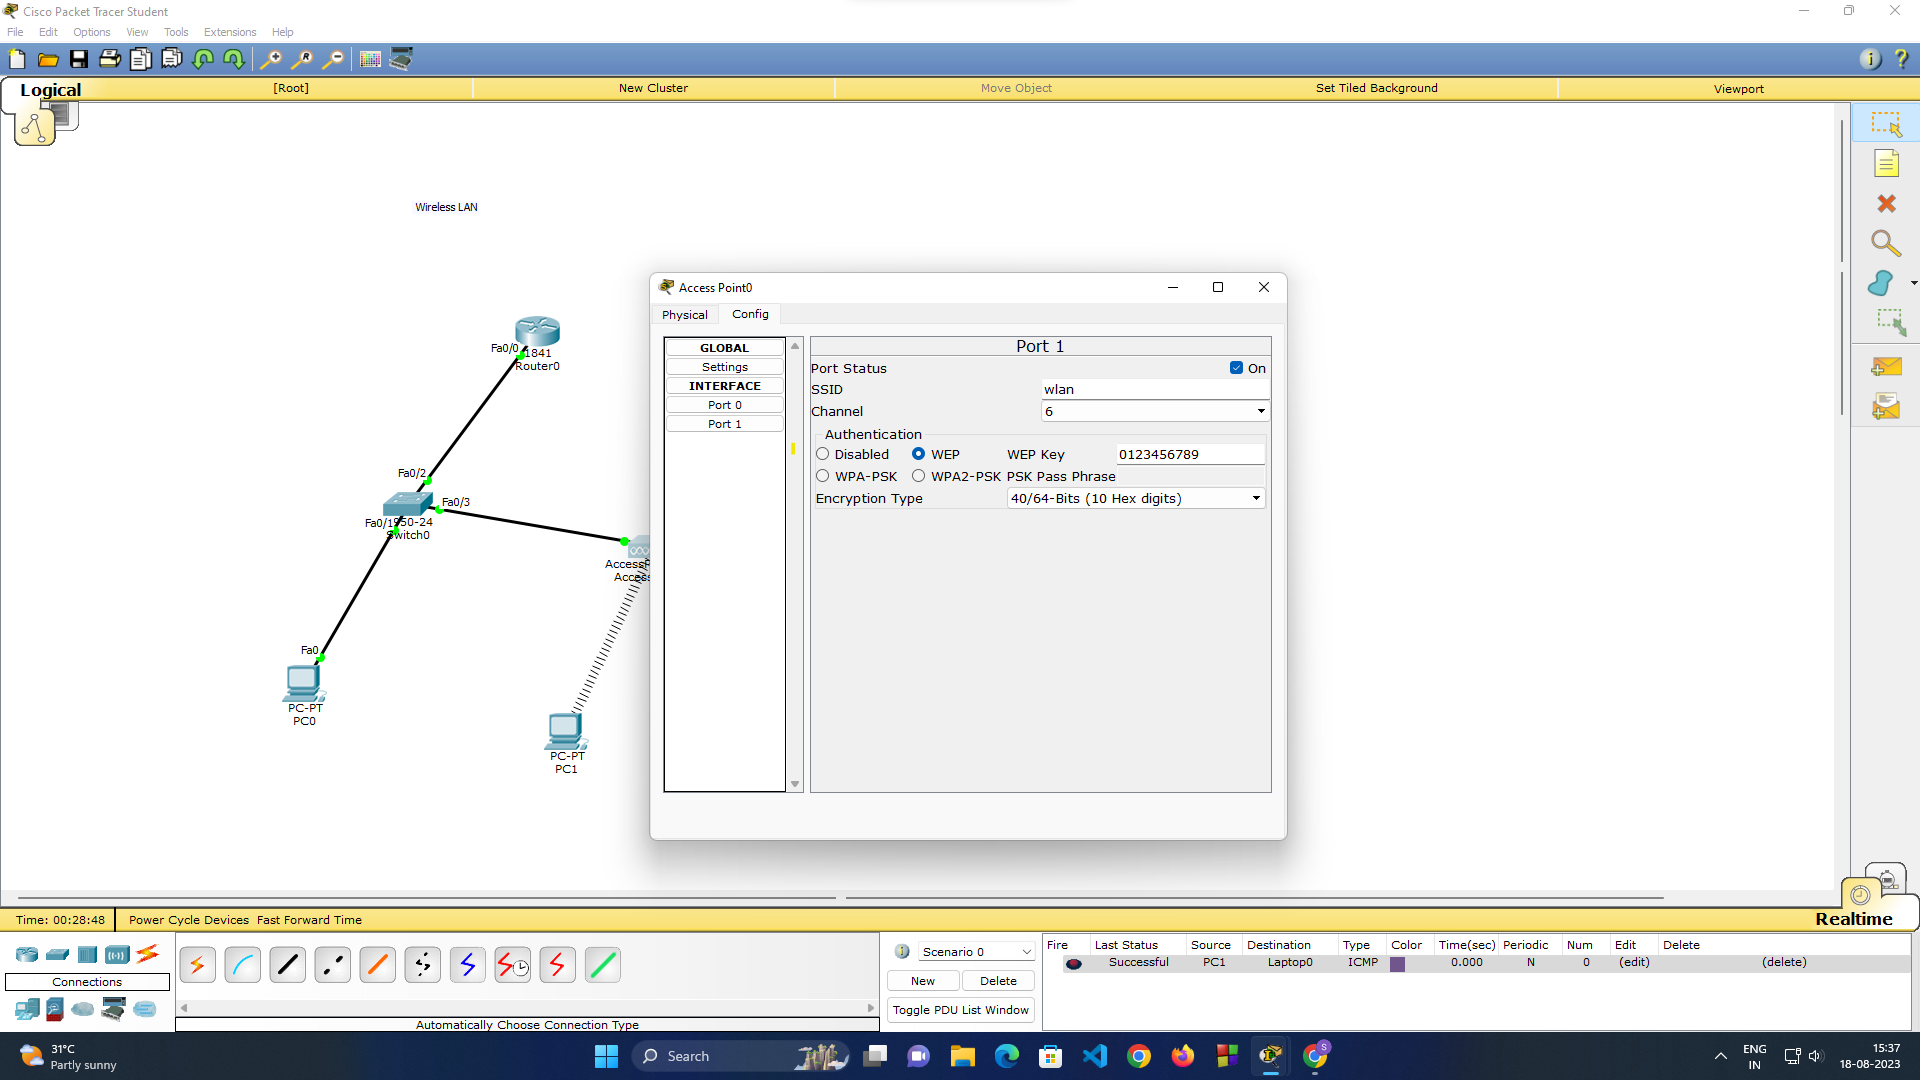 Cisco Packet Tracer Student
File Edit Options View Tools Extensions Help
Logical [Root] New Cluster Move Object Set Tiled Background Viewport
Wireless LAN
Fa0/0
1841
Router0
Fa0/2
Fa0/3
Fa0/1
950-24
Switch0
Fa0
PC-PT
PC0
PC-PT
PC1
Access Point0
Physical Config
GLOBAL
Settings
INTERFACE
Port 0
Port 1
Port 1
Port Status On
SSID wlan
Channel 6
Authentication
Disabled WEP WEP Key 0123456789
WPA-PSK WPA2-PSK PSK Pass Phrase
Encryption Type 40/64-Bits (10 Hex digits)
Time: 00:28:48 Power Cycle Devices Fast Forward Time
Realtime
Connections
Automatically Choose Connection Type
Scenario 0
New Delete
Toggle PDU List Window
Fire Last Status Source Destination Type Color Time(sec) Periodic Num Edit Delete
Successful PC1 Laptop0 ICMP 0.000 N 0 (edit) (delete)
31°C
Partly sunny
Search
S
ENG
IN
15:37
18-08-2023